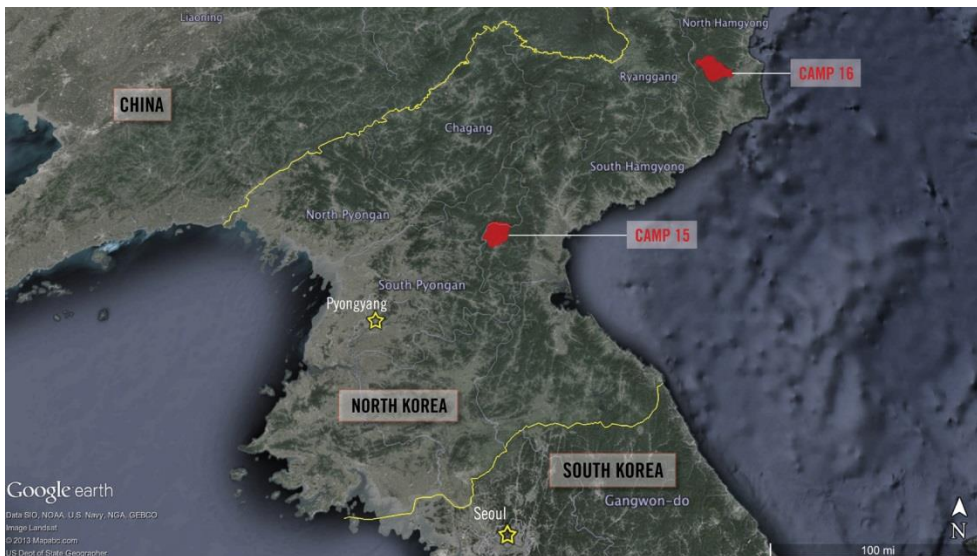 Liaoning
North Hamgyong
CAMP 16
Ryanggang
CHINA
Chagang
South Hamgyong
North Pyongan
CAMP 15
South Pyongan
Pyongyang
NORTH KOREA
SOUTH KOREA
Google earth
Gangwon-do
Data SIO, NOAA, U.S. Navy, NGA, GEBCO
Seoul
Image Landsat
© 2013 Mapabc.com
US Dept of State Geographer
N
100 mi